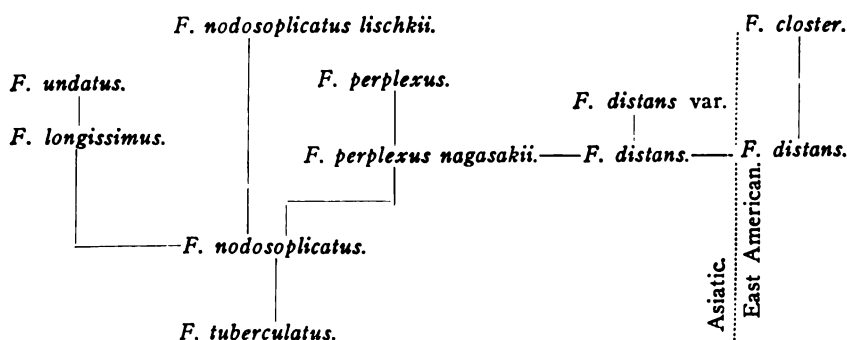 F. nodosoplicatus lischkii.
F. closter.
F. undatus.
F. perplexus.
F. distans var.
F. longissimus.
F. perplexus nagasakii.
F. distans.
F. distans.
F. nodosoplicatus.
F. tuberculatus.
Asiatic.
East American.